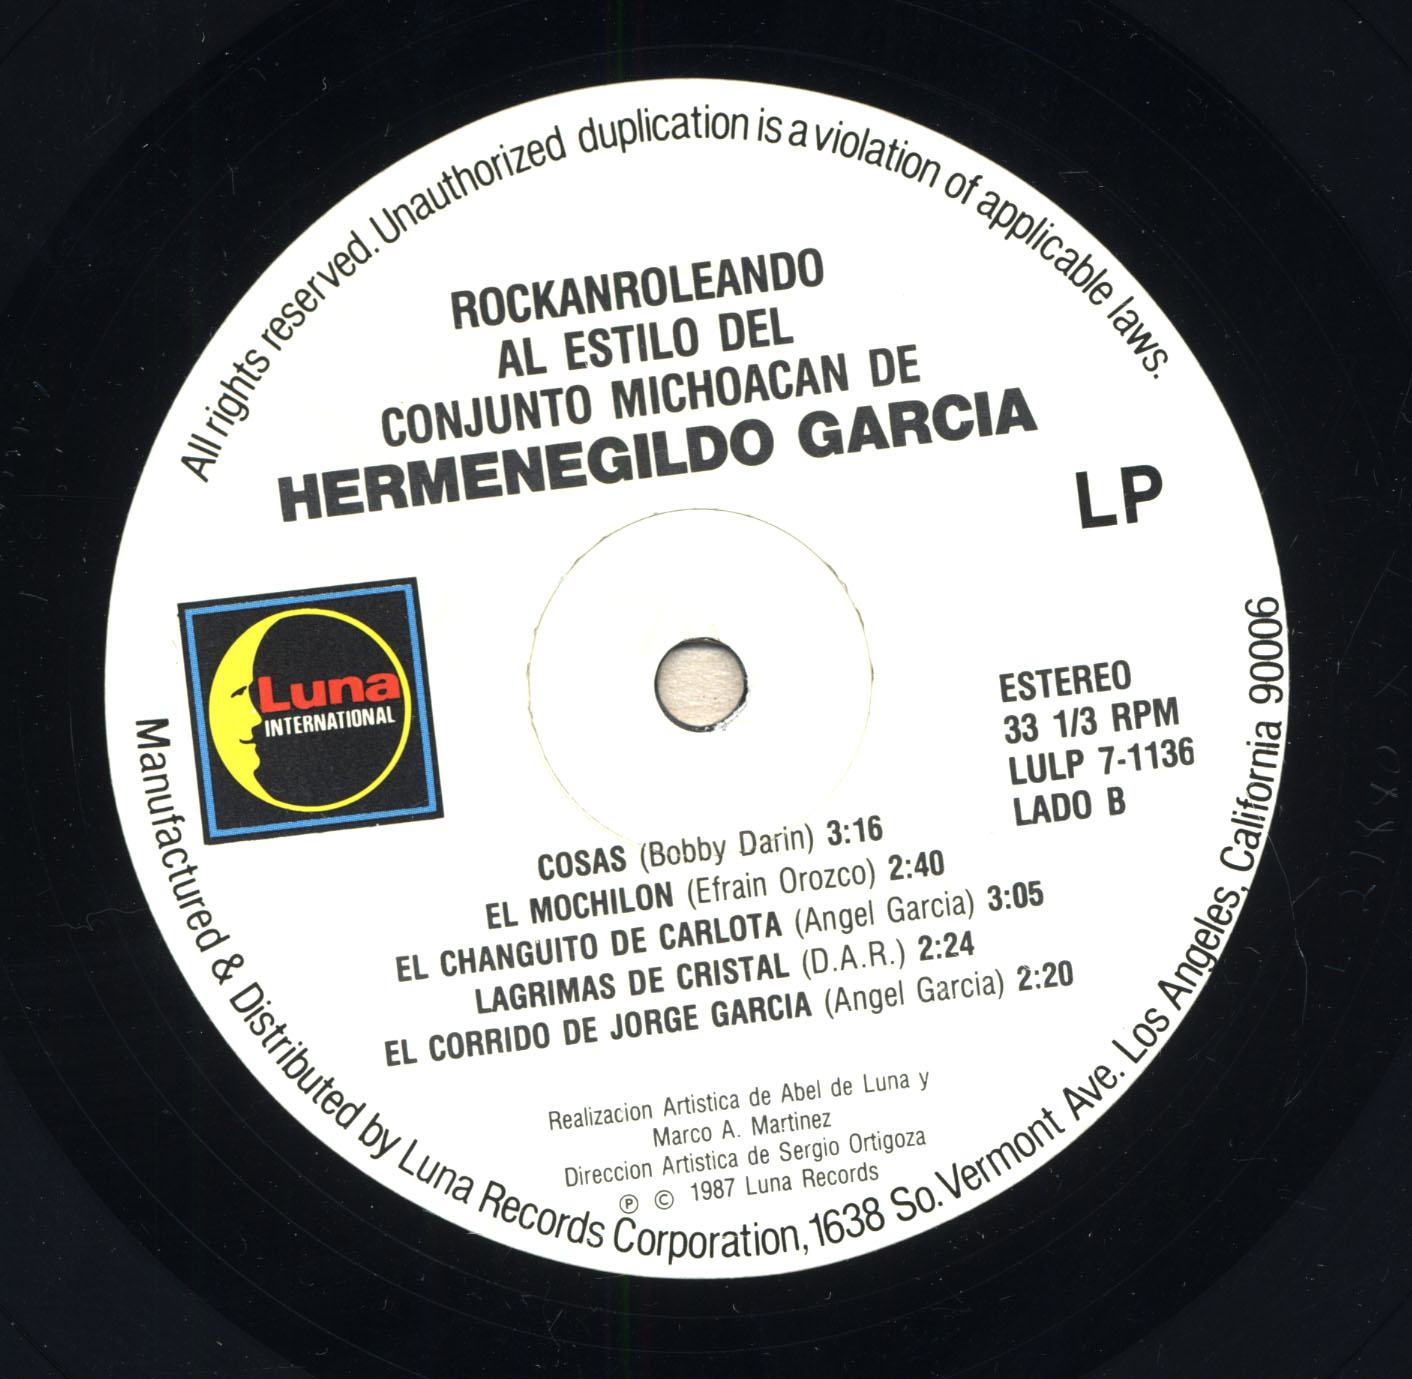 All rights reserved. Unauthorized duplication is a violation of applicable laws.
ROCKANROLEANDO
AL ESTILO DEL
CONJUNTO MICHOACAN DE
HERMENEGILDO GARCIA
LP
Luna
INTERNATIONAL
ESTEREO
33 1/3 RPM
LULP 7-1136
LADO B
COSAS (Bobby Darin) 3:16
EL MOCHILON (Efrain Orozco) 2:40
EL CHANGUITO DE CARLOTA (Angel Garcia) 3:05
LAGRIMAS DE CRISTAL (D.A.R.) 2:24
EL CORRIDO DE JORGE GARCIA (Angel Garcia) 2:20
Realizacion Artistica de Abel de Luna y
Marco A. Martinez
Direccion Artistica de Sergio Ortigoza
℗ © 1987 Luna Records
Manufactured & Distributed by Luna Records Corporation, 1638 So. Vermont Ave. Los Angeles, California 90006